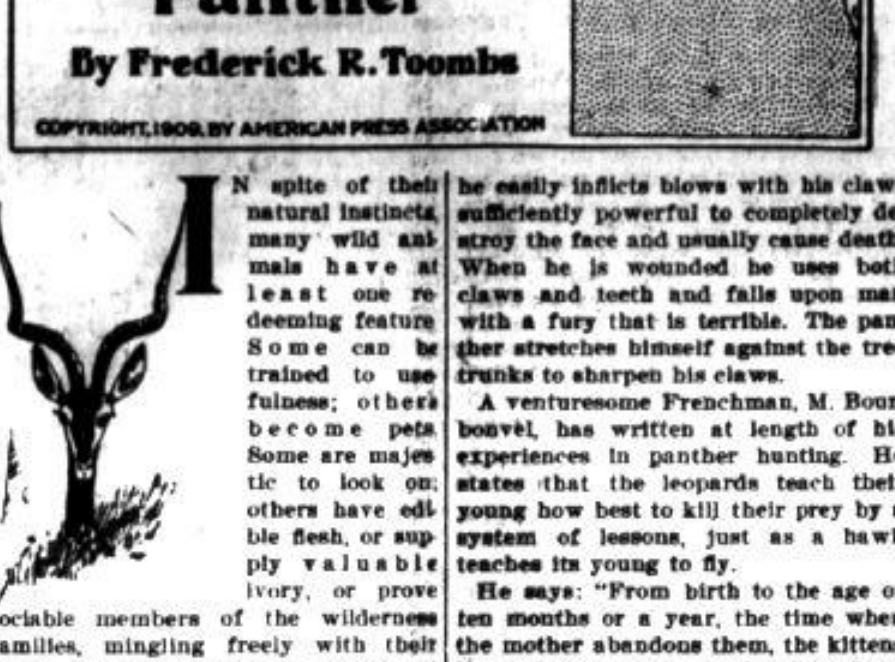 Panther
By Frederick R. Toombs
COPYRIGHT, 1909, BY AMERICAN PRESS ASSOCIATION
IN spite of their
natural instincts,
many wild ani-
mals have at
least one re-
deeming feature
Some can be
trained to use-
fulness; others
become pets
Some are majes-
tic to look on;
others have edi-
ble flesh, or sup-
ply valuable
ivory, or prove
ociable members of the wilderness
amilies, mingling freely with their
he easily inflicts blows with his claw
sufficiently powerful to completely de
stroy the face and usually cause death
When he is wounded he uses both
claws and teeth and falls upon man
with a fury that is terrible. The pan
ther stretches himself against the tree
trunks to sharpen his claws.
A venturesome Frenchman, M. Bour
bonvel, has written at length of his
experiences in panther hunting. He
states that the leopards teach their
young how best to kill their prey by a
system of lessons, just as a hawk
teaches its young to fly.
He says: "From birth to the age of
ten months or a year, the time when
the mother abandons them, the kittens